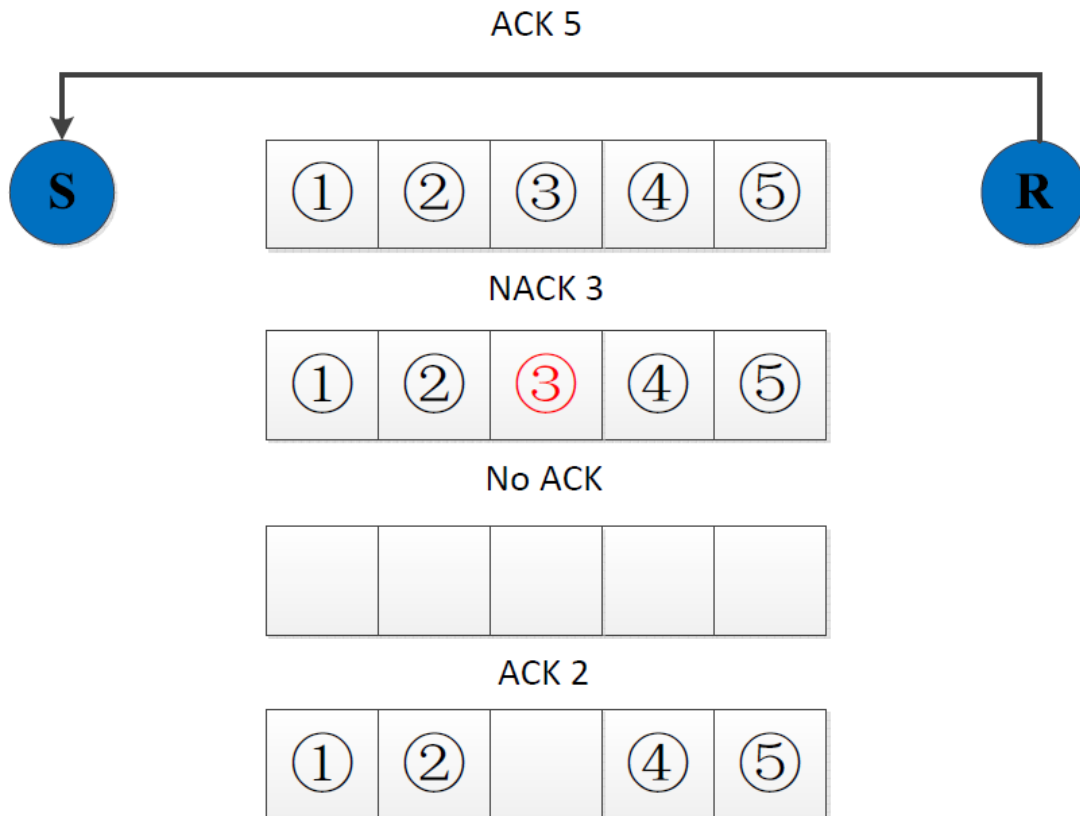 ACK 5
S ① ② ③ ④ ⑤ R
NACK 3
① ② ③ ④ ⑤
No ACK
ACK 2
① ② ④ ⑤